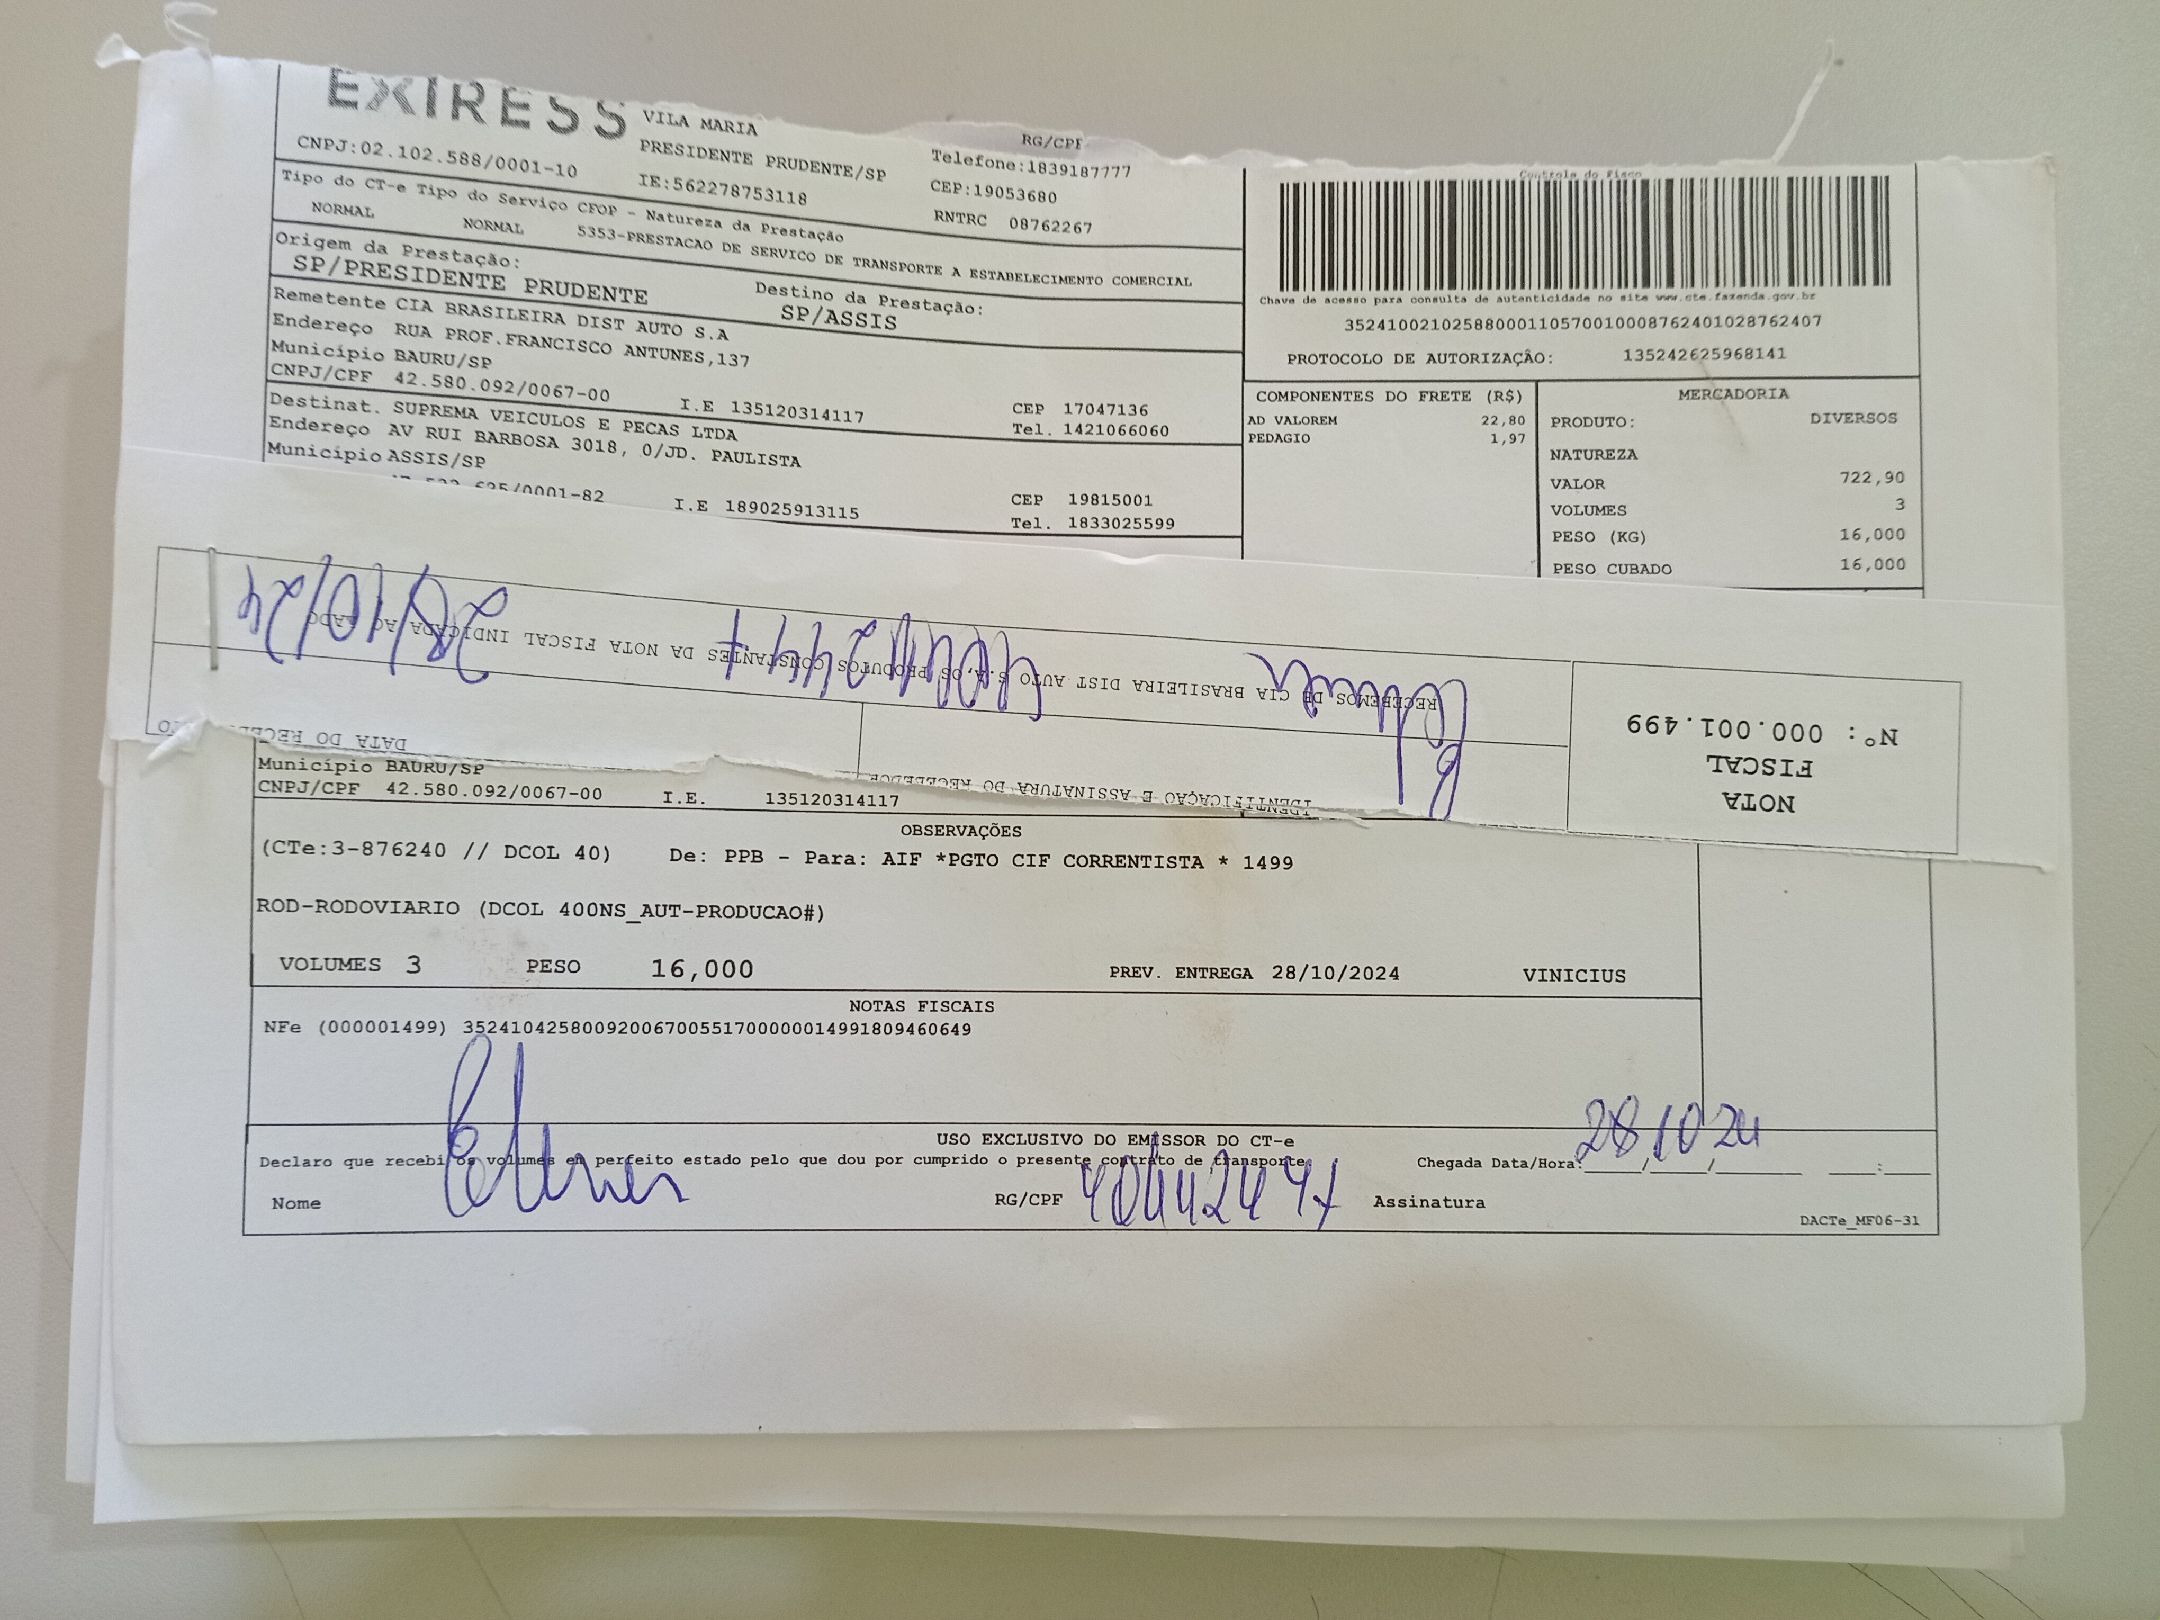 EXPRESS
VILA MARIA
RG/CPF
CNPJ:02.102.588/0001-10
PRESIDENTE PRUDENTE/SP
Telefone:1839187777
IE:562278753118
CEP:19053680
RNTRC 08762267
Controle do Fisco
Tipo do CT-e Tipo do Serviço CFOP - Natureza da Prestação
NORMAL NORMAL 5353-PRESTACAO DE SERVICO DE TRANSPORTE A ESTABELECIMENTO COMERCIAL
Origem da Prestação:
SP/PRESIDENTE PRUDENTE
Destino da Prestação:
SP/ASSIS
Chave de acesso para consulta de autenticidade no site www.cte.fazenda.gov.br
35241002102588000110570010008762401028762407
PROTOCOLO DE AUTORIZAÇÃO: 135242625968141
Remetente CIA BRASILEIRA DIST AUTO S.A
Endereço RUA PROF.FRANCISCO ANTUNES,137
Município BAURU/SP
CNPJ/CPF 42.580.092/0067-00 I.E 135120314117
CEP 17047136
Tel. 1421066060
Destinat. SUPREMA VEICULOS E PECAS LTDA
Endereço AV RUI BARBOSA 3018, 0/JD. PAULISTA
Município ASSIS/SP
/0001-82 I.E 189025913115
CEP 19815001
Tel. 1833025599
COMPONENTES DO FRETE (R$)
AD VALOREM 22,80
PEDAGIO 1,97
MERCADORIA
PRODUTO: DIVERSOS
NATUREZA
VALOR 722,90
VOLUMES 3
PESO (KG) 16,000
PESO CUBADO 16,000
RECEBEMOS DE CIA BRASILEIRA DIST AUTO S.A, OS PRODUTOS CONSTANTES DA NOTA FISCAL INDICADA AO LADO
28/10/24
DATA DO
IDENTIFICAÇÃO E ASSINATURA DO RECEBEDOR
NOTA
FISCAL
Nº: 000.001.499
Município BAURU/SP
CNPJ/CPF 42.580.092/0067-00 I.E. 135120314117
OBSERVAÇÕES
(CTe:3-876240 // DCOL 40) De: PPB - Para: AIF *PGTO CIF CORRENTISTA * 1499
ROD-RODOVIARIO (DCOL 400NS_AUT-PRODUCAO#)
VOLUMES 3 PESO 16,000 PREV. ENTREGA 28/10/2024 VINICIUS
NOTAS FISCAIS
NFe (000001499) 35241042580092006700551700000014991809460649
USO EXCLUSIVO DO EMISSOR DO CT-e
Declaro que recebi os volumes em perfeito estado pelo que dou por cumprido o presente contrato de transporte
Chegada Data/Hora: 28 10 24
Nome RG/CPF Assinatura
DACTe_MF06-31